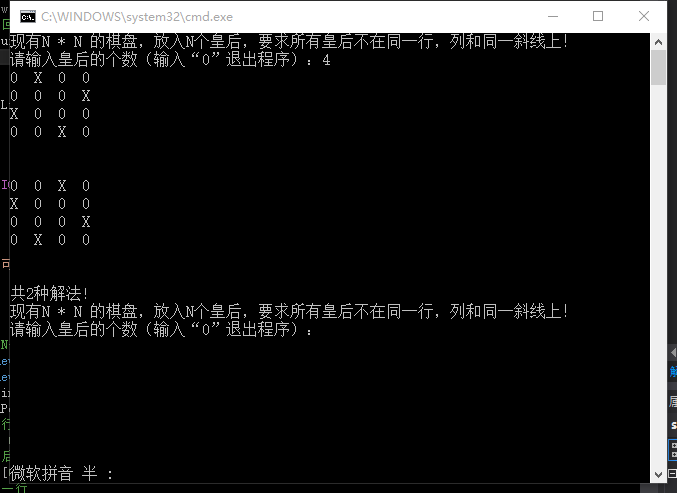 C:\WINDOWS\system32\cmd.exe
现有N * N 的棋盘，放入N个皇后，要求所有皇后不在同一行，列和同一斜线上！
请输入皇后的个数（输入“0”退出程序）：4
0 X 0 0
0 0 0 X
X 0 0 0
0 0 X 0
0 0 X 0
X 0 0 0
0 0 0 X
0 X 0 0
共2种解法！
现有N * N 的棋盘，放入N个皇后，要求所有皇后不在同一行，列和同一斜线上！
请输入皇后的个数（输入“0”退出程序）：
微软拼音 半 :